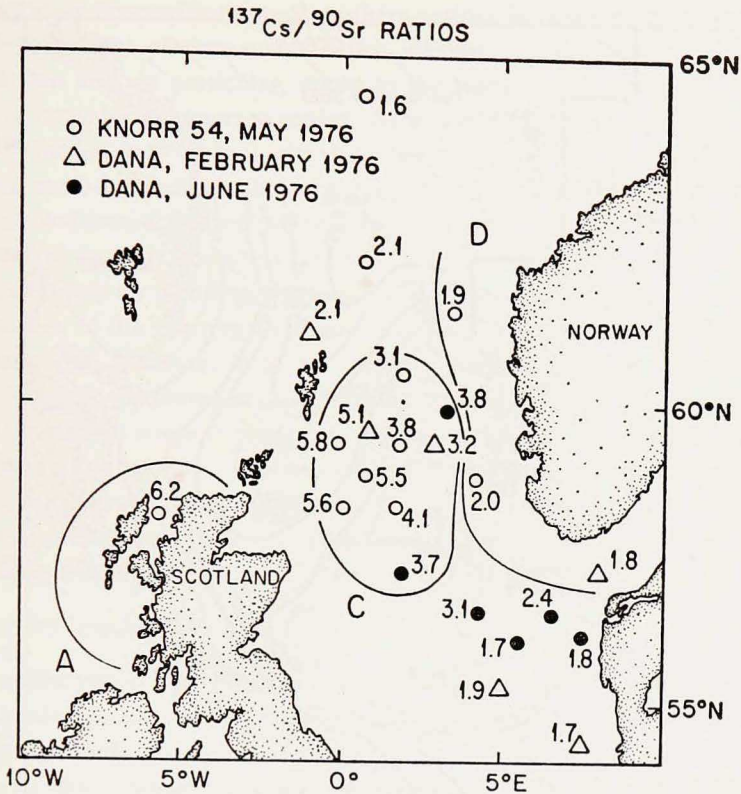 ¹³⁷Cs/⁹⁰Sr RATIOS
65°N
1.6
○ KNORR 54, MAY 1976
△ DANA, FEBRUARY 1976
● DANA, JUNE 1976
2.1
D
1.9
2.1
NORWAY
3.1
3.8
60°N
5.1
3.8
5.8
3.2
5.5
6.2
2.0
5.6
4.1
1.8
SCOTLAND
3.7
C
3.1
2.4
A
1.7
1.8
1.9
55°N
1.7
10°W
5°W
0°
5°E